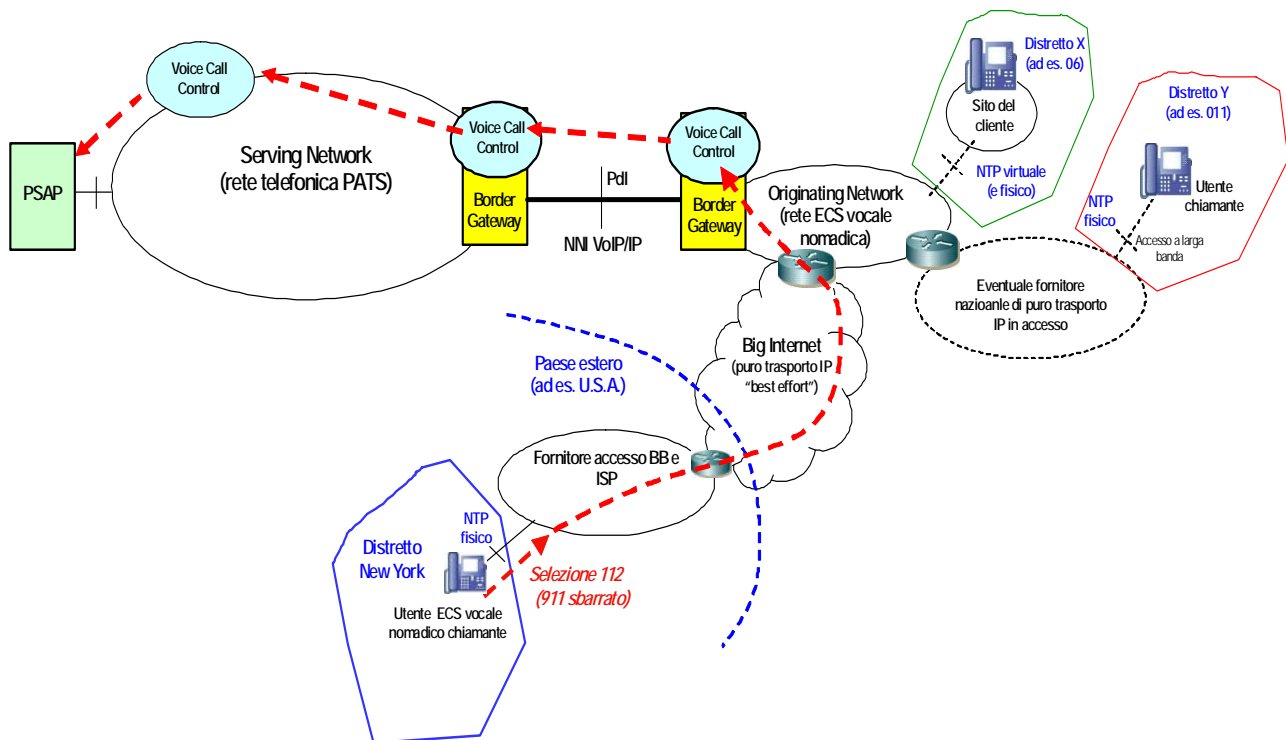 Voice Call
Control
PSAP
Serving Network
(rete telefonica PATS)
Voice Call
Control
Border
Gateway
PdI
NNI VoIP/IP
Voice Call
Control
Border
Gateway
Originating Network
(rete ECS vocale
nomadica)
Distretto X
(ad es. 06)
Sito del
cliente
NTP virtuale
(e fisico)
Distretto Y
(ad es. 011)
Utente
chiamante
NTP
fisico
Accesso a larga
banda
Eventuale fornitore
nazioanle di puro trasporto
IP in accesso
Big Internet
(puro trasporto IP
“best effort”)
Paese estero
(ad es. U.S.A.)
Fornitore accesso BB e
ISP
NTP
fisico
Distretto
New York
Selezione 112
(911 sbarrato)
Utente ECS vocale
nomadico chiamante